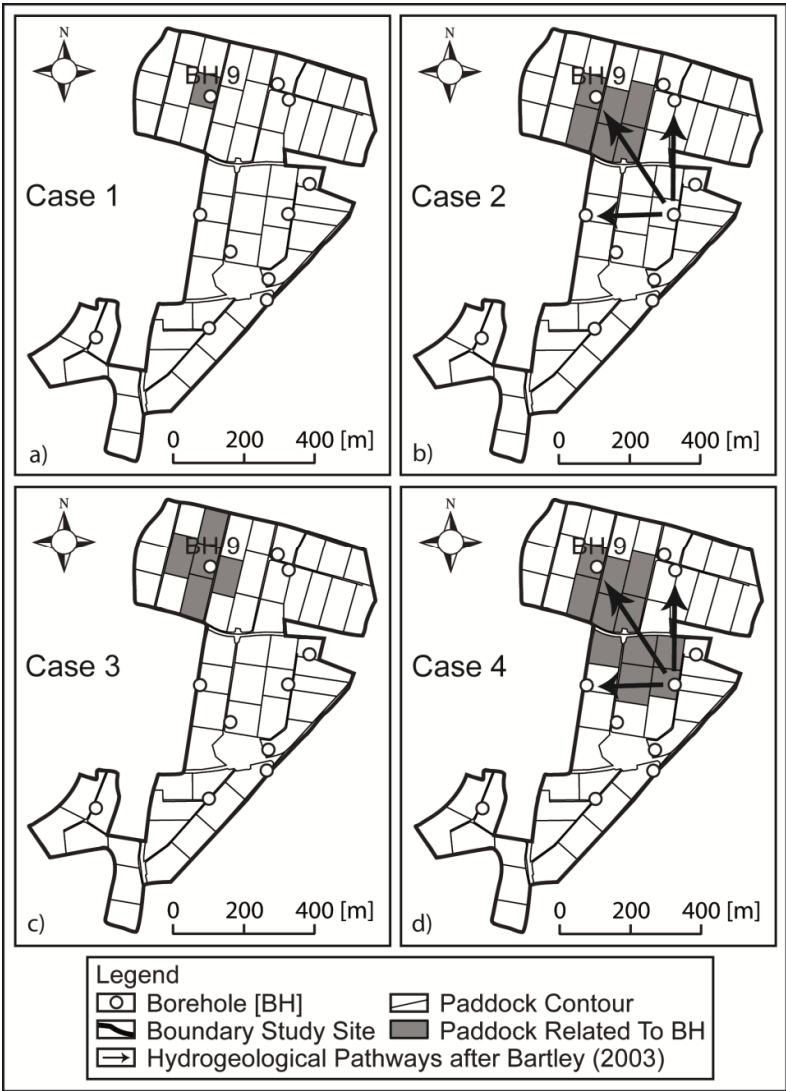 N
BH 9
Case 1
0 200 400 [m]
a)
N
BH 9
Case 2
0 200 400 [m]
b)
N
BH 9
Case 3
0 200 400 [m]
c)
N
BH 9
Case 4
0 200 400 [m]
d)
Legend
Borehole [BH] Paddock Contour
Boundary Study Site Paddock Related To BH
Hydrogeological Pathways after Bartley (2003)